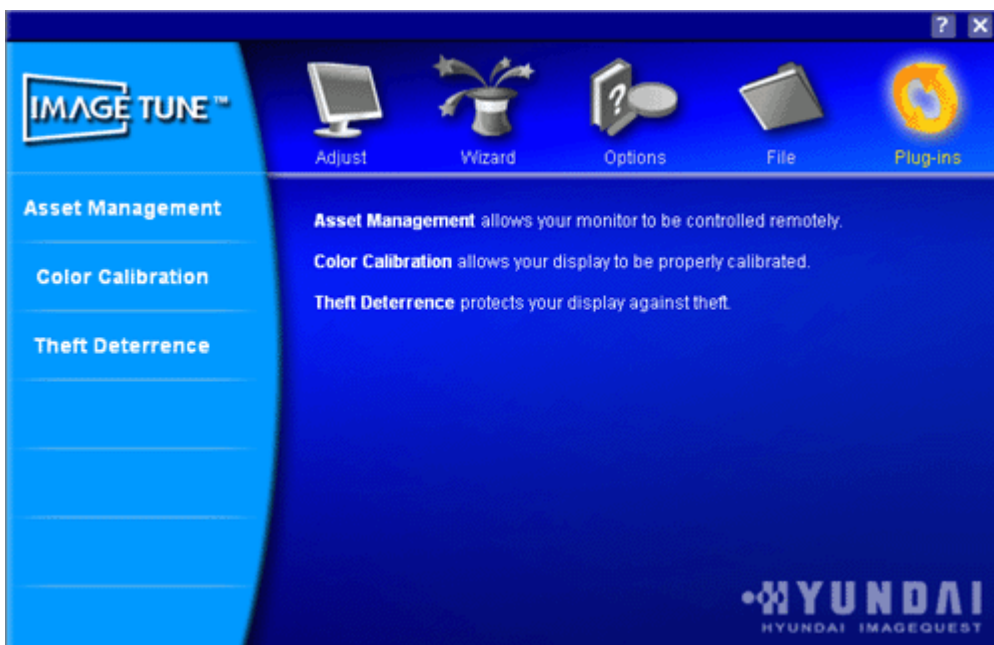 ? X
IMAGE TUNE™
Adjust
Wizard
Options
File
Plug-ins
Asset Management
Color Calibration
Theft Deterrence
Asset Management allows your monitor to be controlled remotely.
Color Calibration allows your display to be properly calibrated.
Theft Deterrence protects your display against theft.
HYUNDAI
HYUNDAI IMAGEQUEST